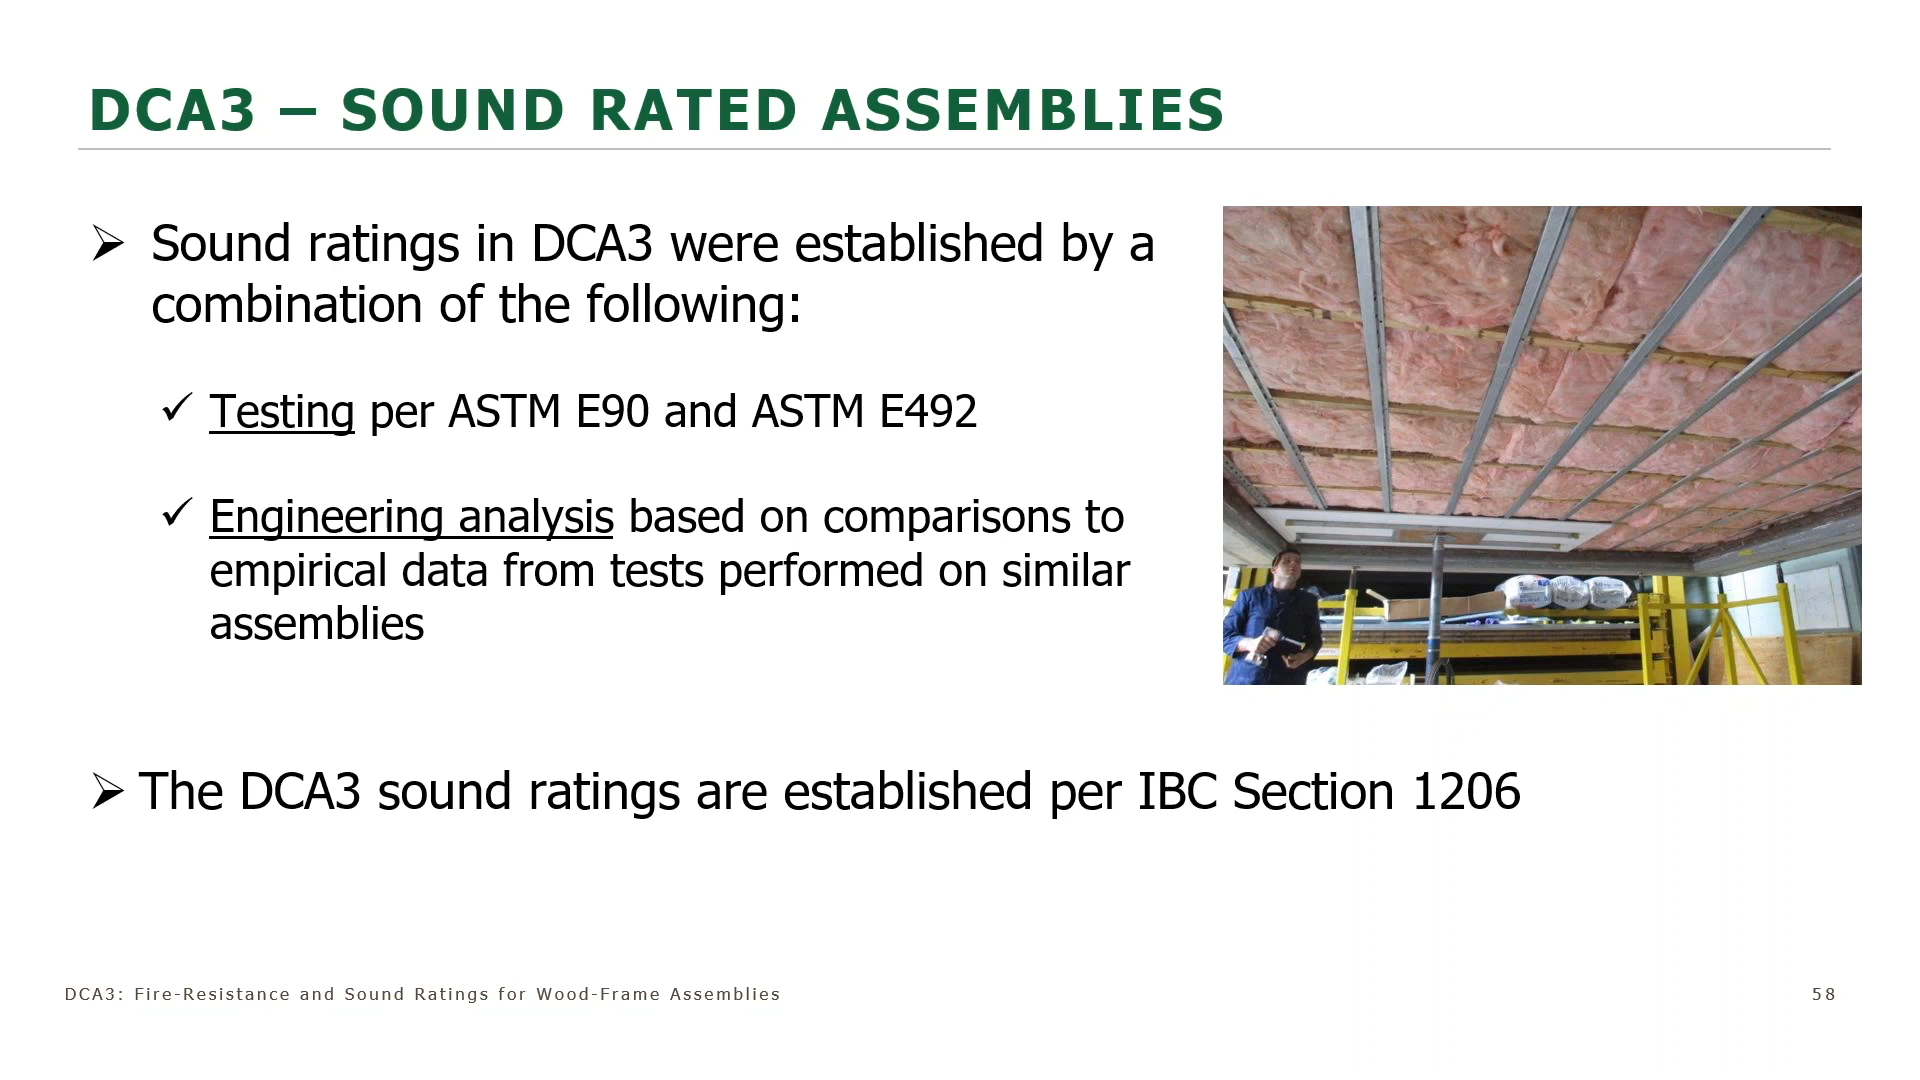 DCA3 – SOUND RATED ASSEMBLIES
Sound ratings in DCA3 were established by a
combination of the following:
Testing per ASTM E90 and ASTM E492
Engineering analysis based on comparisons to
empirical data from tests performed on similar
assemblies
The DCA3 sound ratings are established per IBC Section 1206
DCA3: Fire-Resistance and Sound Ratings for Wood-Frame Assemblies
58